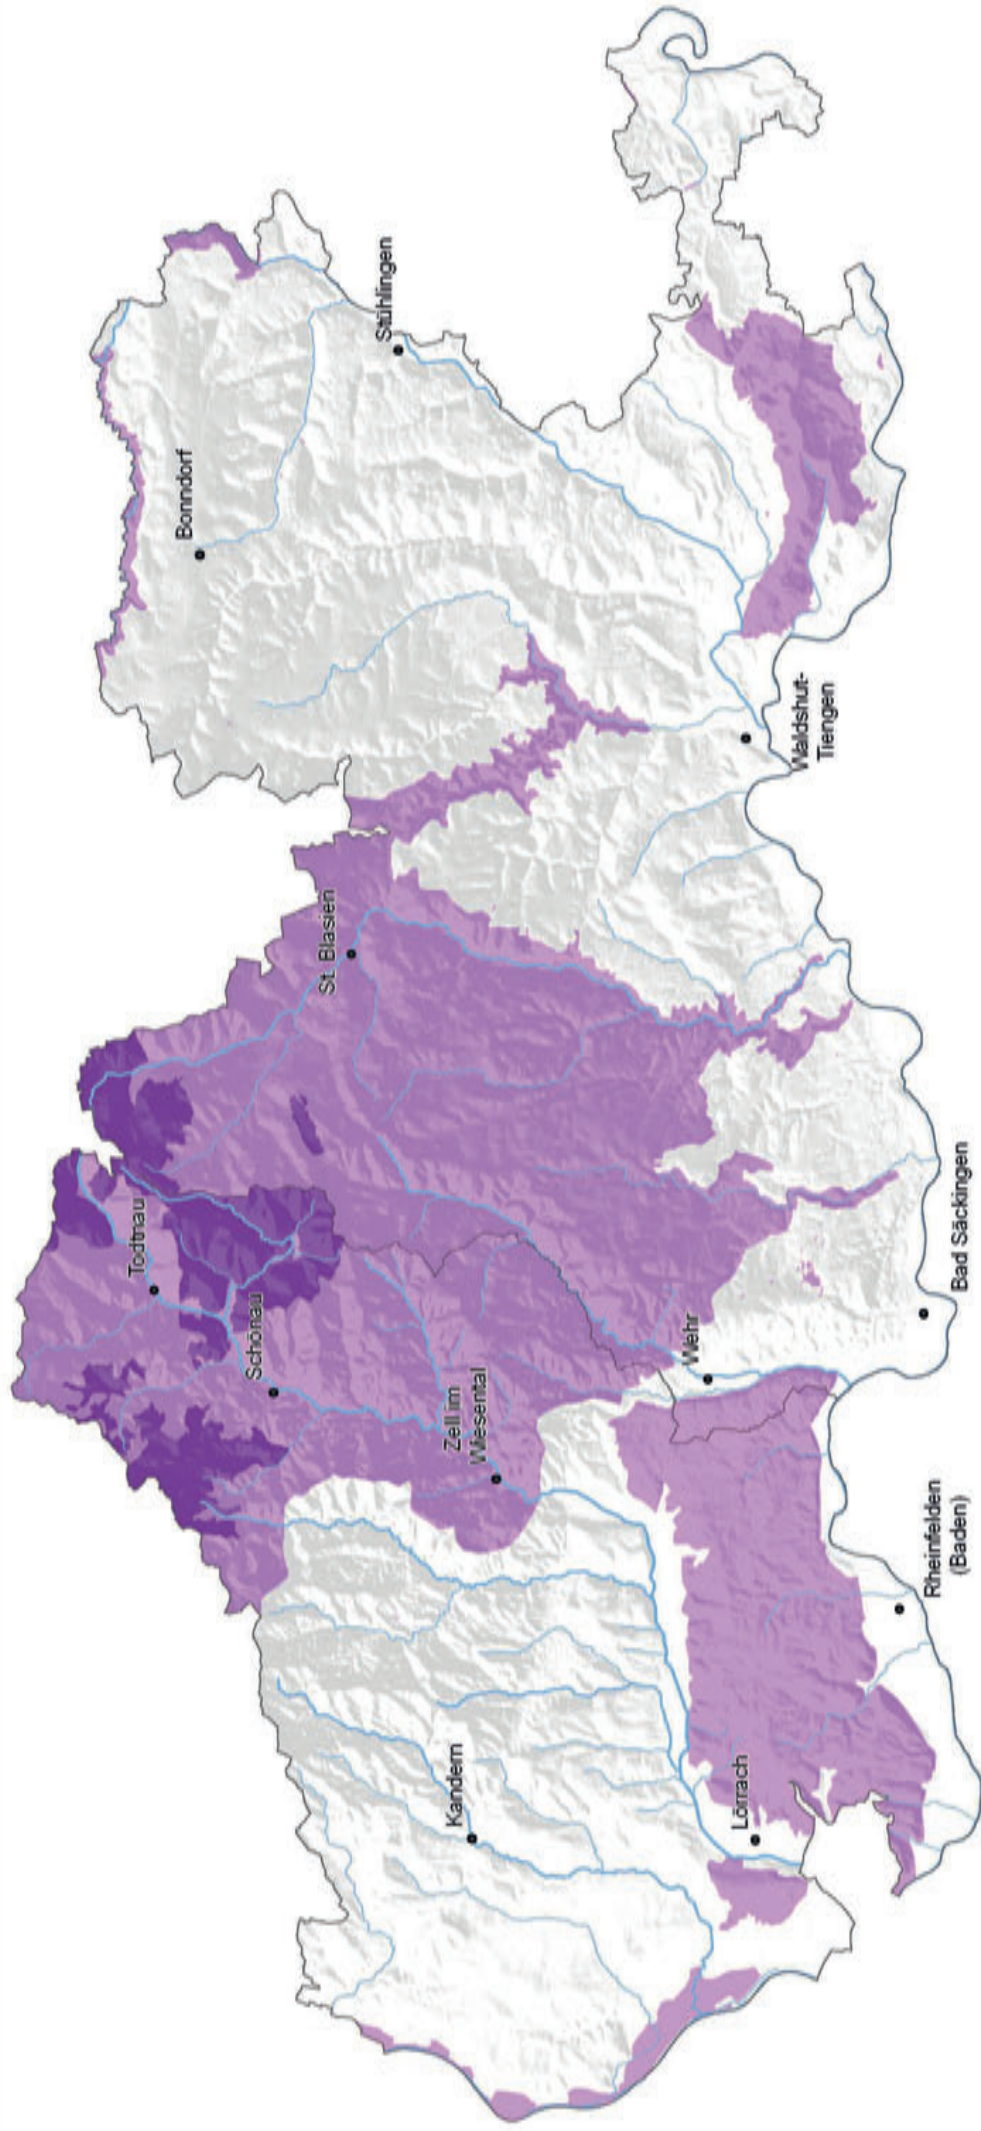 Bonndorf
Stühlingen
St. Blasien
Todtnau
Schönau
Zell im
Wiesental
Wehr
Waldshut-
Tiengen
Bad Säckingen
Kandern
Lörrach
Rheinfelden
(Baden)